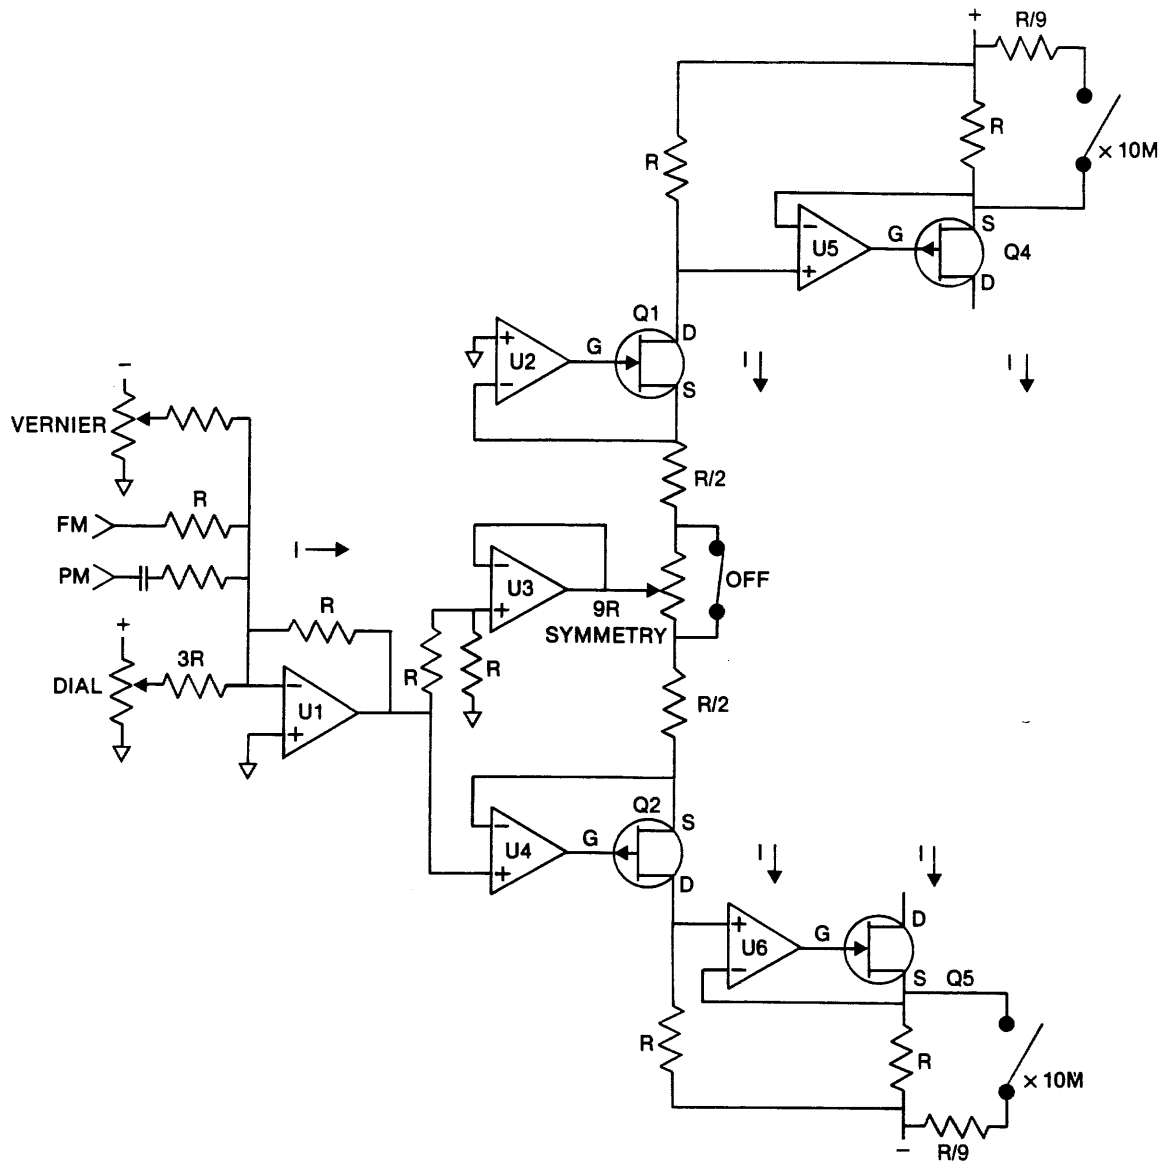 +
R/9
R
× 10M
R
−
U5
+
G
S
Q4
D
Q1
D
+
U2
−
G
S
I
I
−
VERNIER
R/2
R
FM
I
PM
−
U3
+
OFF
9R
SYMMETRY
R
+
3R
DIAL
R
R
−
U1
+
R/2
Q2
−
U4
+
G
S
D
I
I
+
U6
−
G
D
S
Q5
R
R
× 10M
−
R/9